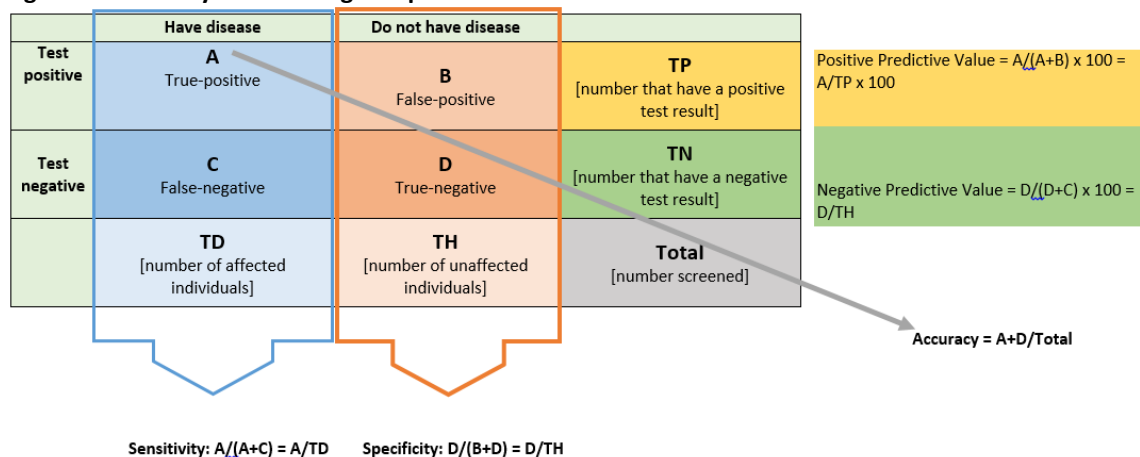 Have disease
Do not have disease
Test
positive
A
True-positive
B
False-positive
TP
[number that have a positive
test result]
Positive Predictive Value = A/(A+B) x 100 =
A/TP x 100
Test
negative
C
False-negative
D
True-negative
TN
[number that have a negative
test result]
Negative Predictive Value = D/(D+C) x 100 =
D/TH
TD
[number of affected
individuals]
TH
[number of unaffected
individuals]
Total
[number screened]
Accuracy = A+D/Total
Sensitivity: A/(A+C) = A/TD
Specificity: D/(B+D) = D/TH